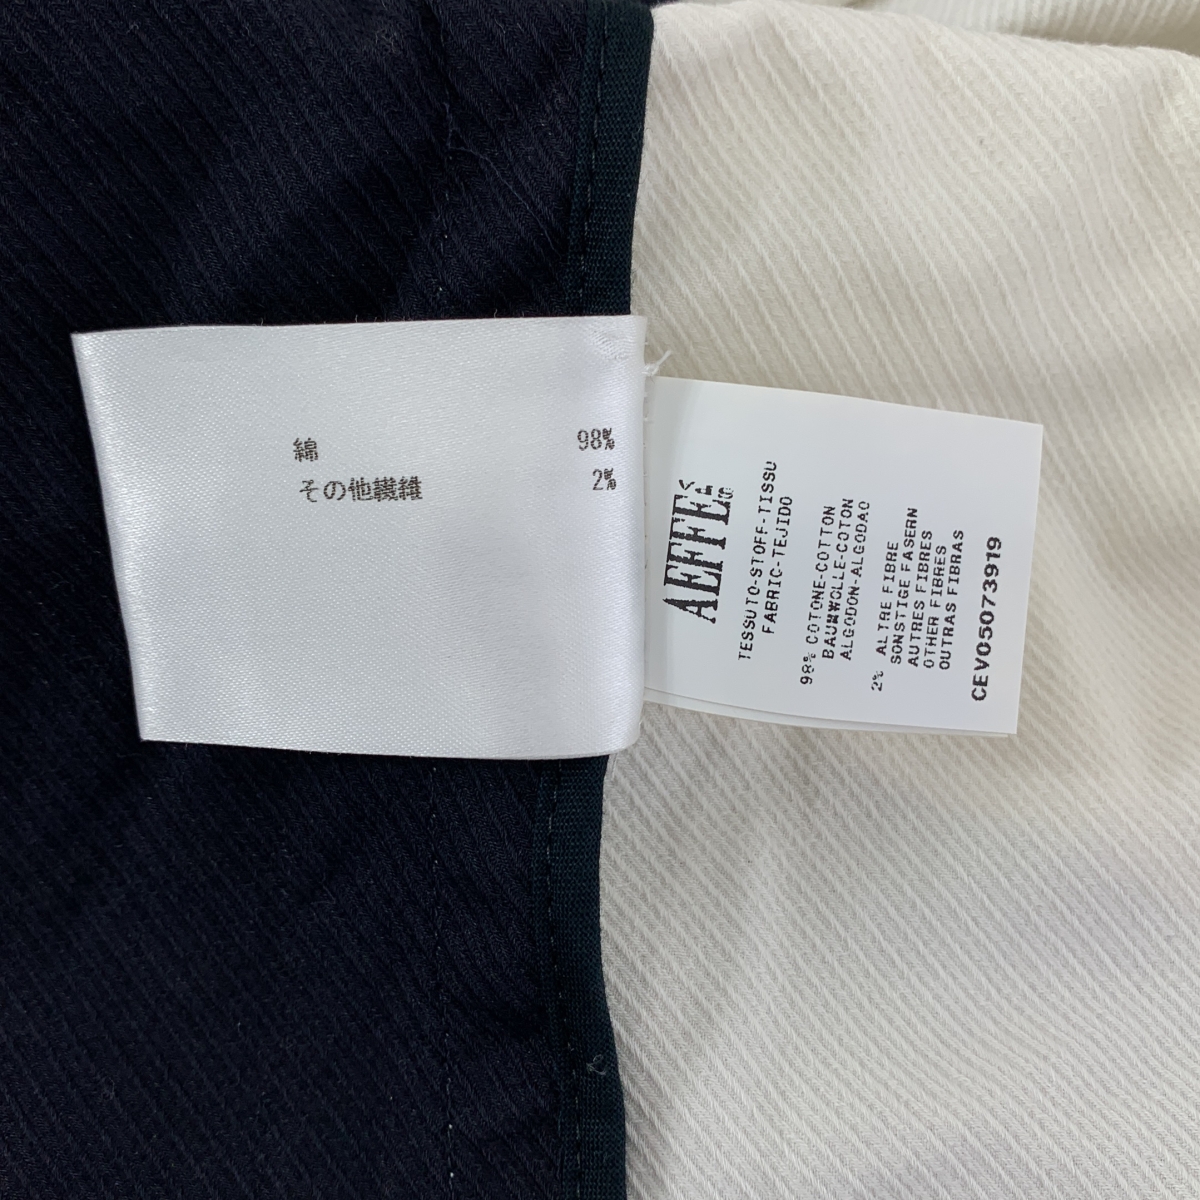 綿 98%
その他繊維 2%
AEFFE SPA
TESSUTO-STOFF-TISSU
FABRIC-TEJIDO
98% COTONE-COTTON
BAUMWOLLE-COTON
ALGODON-ALGODAO
2% ALTRE FIBRE
SONSTIGE FASERN
AUTRES FIBRES
OTHER FIBRES
OUTRAS FIBRAS
CEV05073919